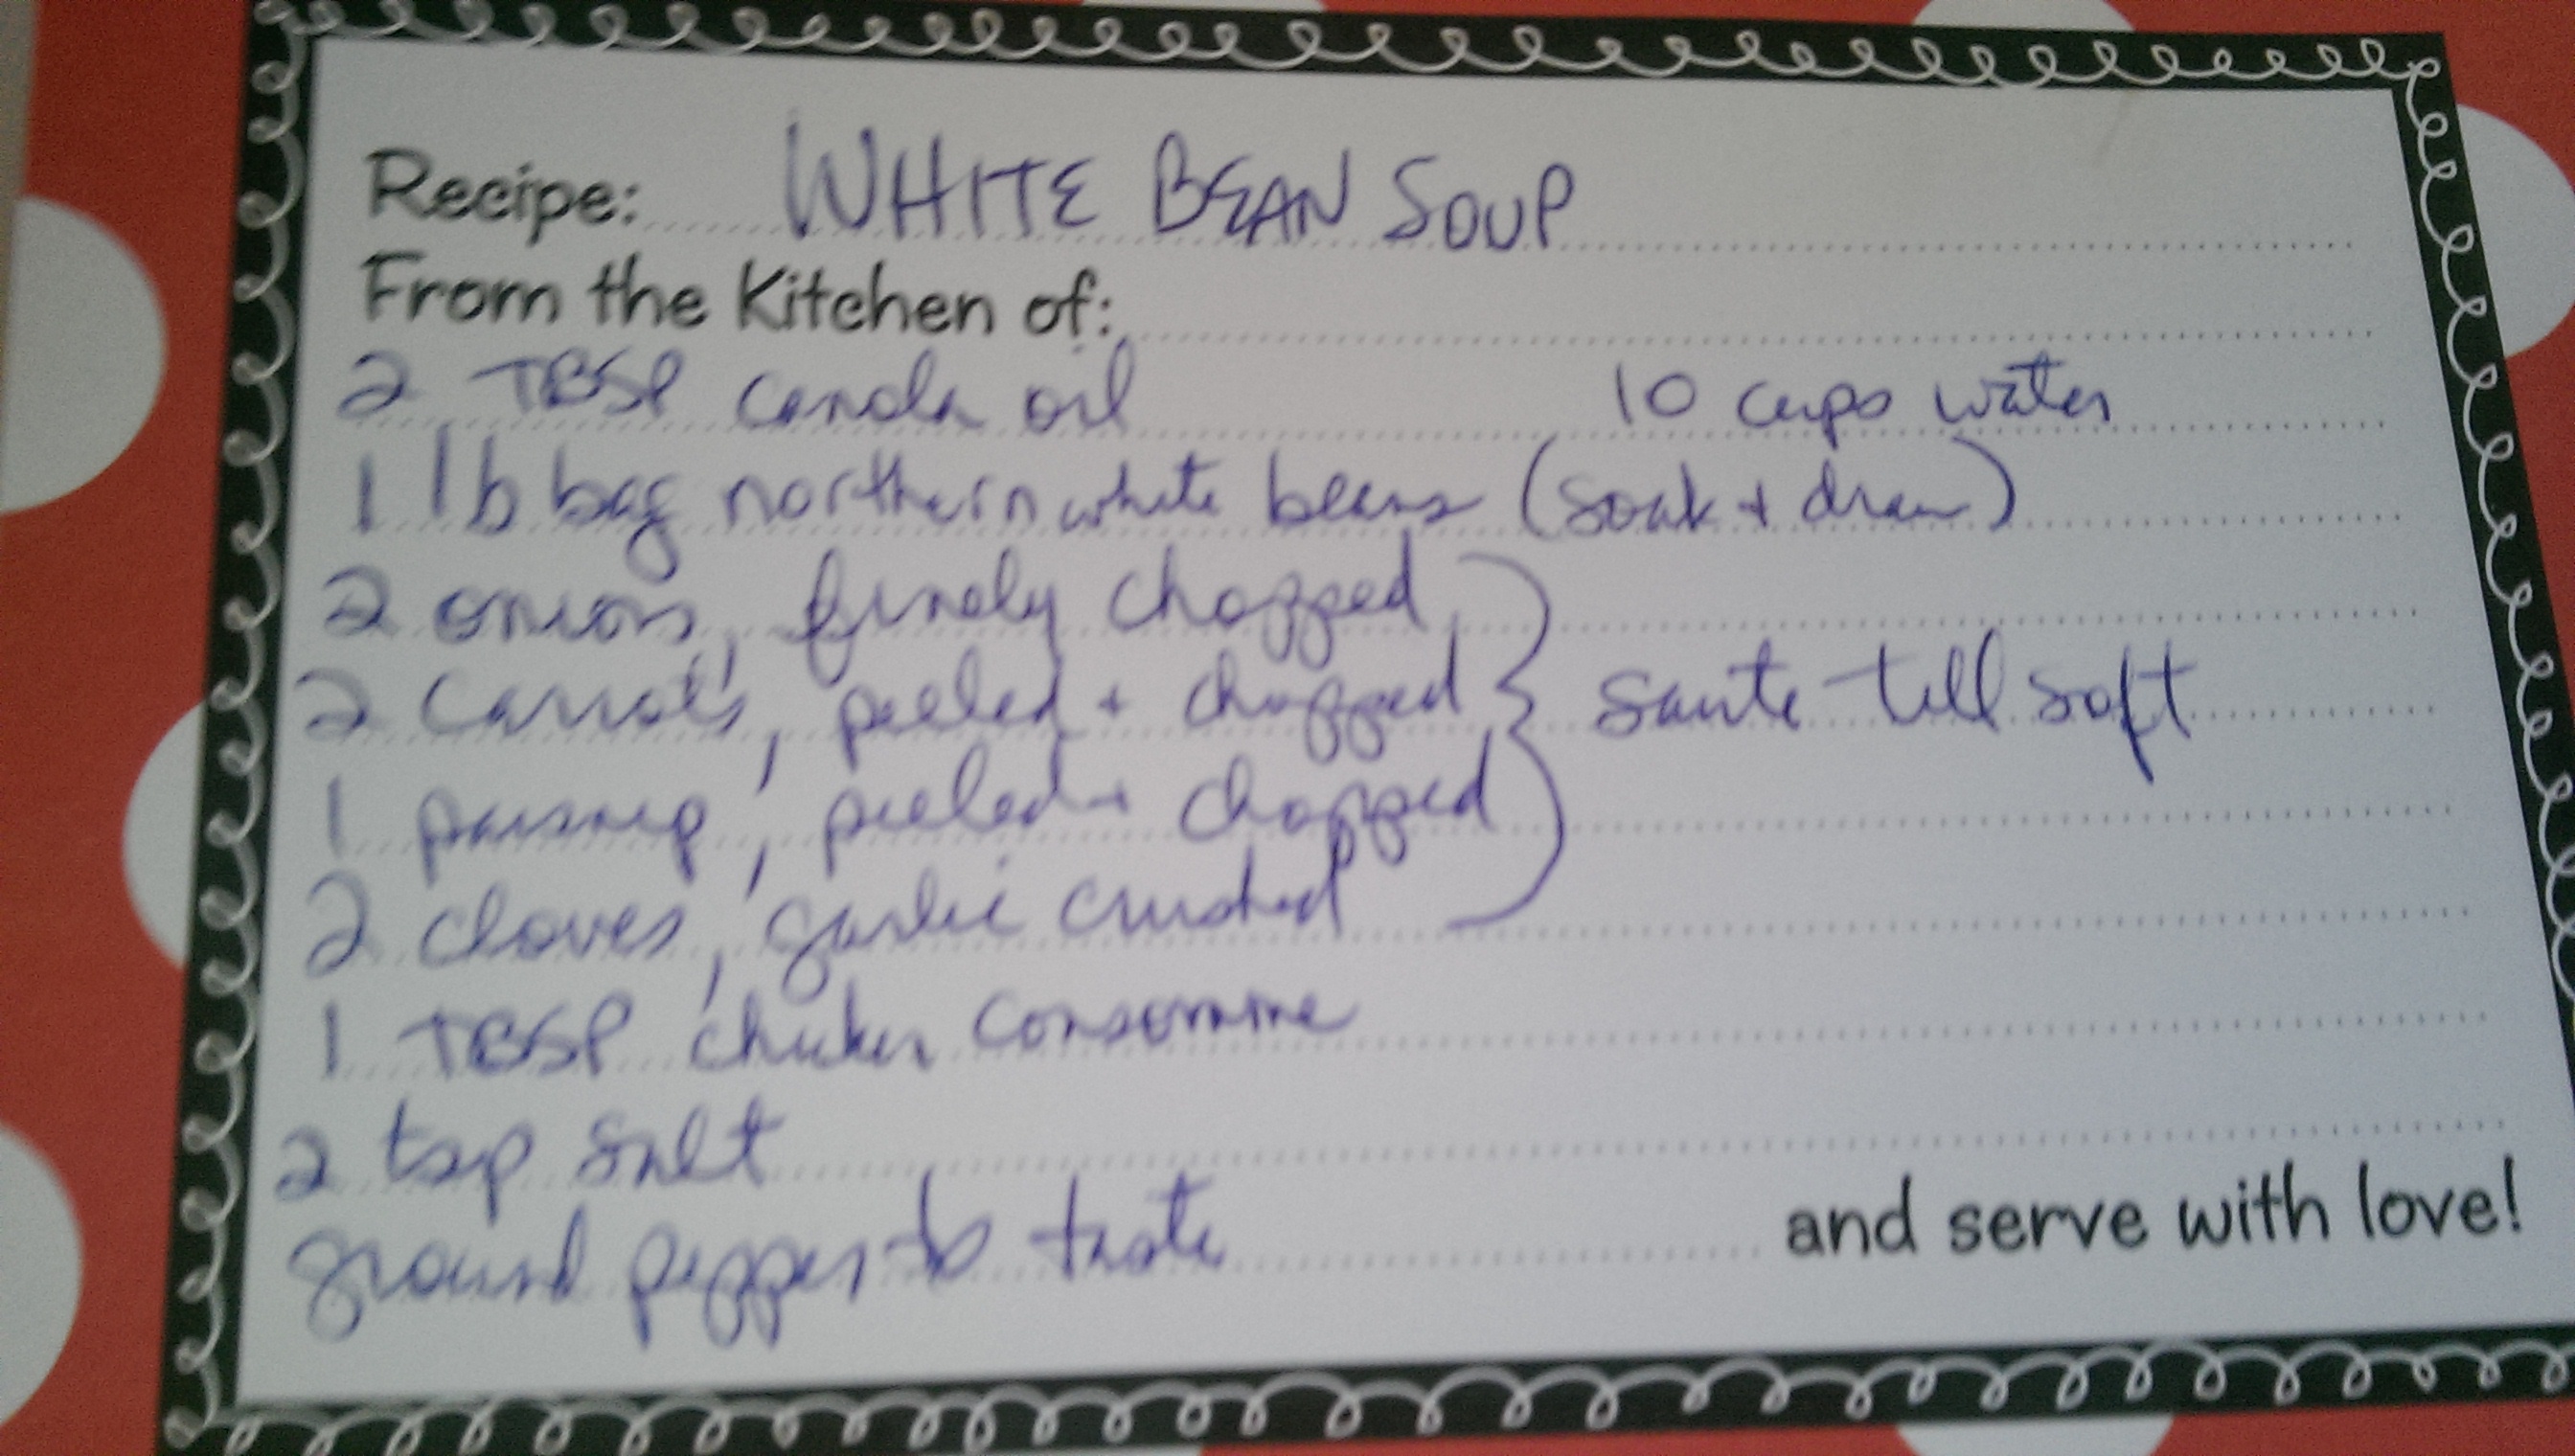 Recipe: WHITE BEAN SOUP
From the Kitchen of:
2 TBSP canola oil 10 cups water
1 lb bag northern white beans (soak + drain)
2 onions, finely chopped
2 carrots, peeled + chopped sauté till soft
1 parsnip, peeled + chopped
2 cloves, garlic crushed
1 TBSP chicken consomme
2 tsp salt
ground pepper to taste and serve with love!